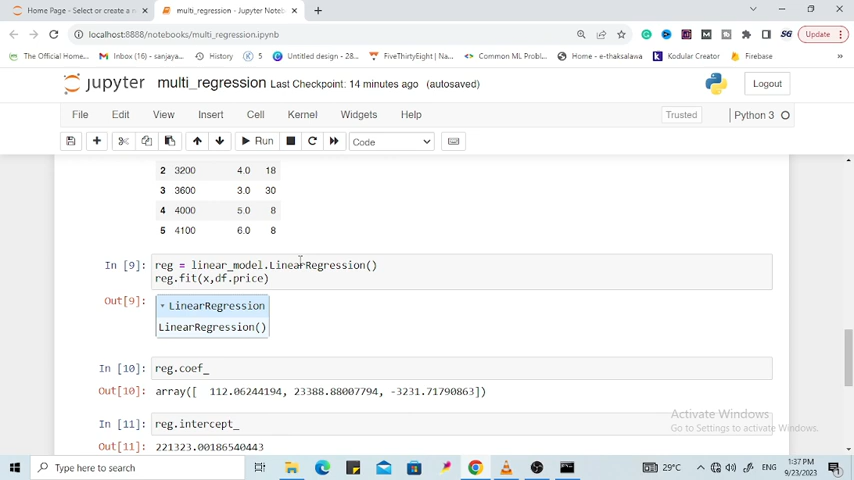 Home Page - Select or create a n
multi_regression - Jupyter Noteb
localhost:8888/notebooks/multi_regression.ipynb
Update
The Official Home...
Inbox (16) - sanjaya...
History
5
Untitled design - 28...
FiveThirtyEight | Na...
Common ML Probl...
Home - e-thaksalawa
Kodular Creator
Firebase
jupyter multi_regression Last Checkpoint: 14 minutes ago (autosaved)
Logout
File Edit View Insert Cell Kernel Widgets Help
Trusted
Python 3
Run
Code
2 3200 4.0 18
3 3600 3.0 30
4 4000 5.0 8
5 4100 6.0 8
In [9]: reg = linear_model.LinearRegression()
reg.fit(x,df.price)
Out[9]:
LinearRegression
LinearRegression()
In [10]: reg.coef_
Out[10]: array([ 112.06244194, 23388.88007794, -3231.71790863])
In [11]: reg.intercept_
Out[11]: 221323.00186540443
Activate Windows
Go to Settings to activate Windows.
Type here to search
29°C
ENG
1:37 PM
9/23/2023